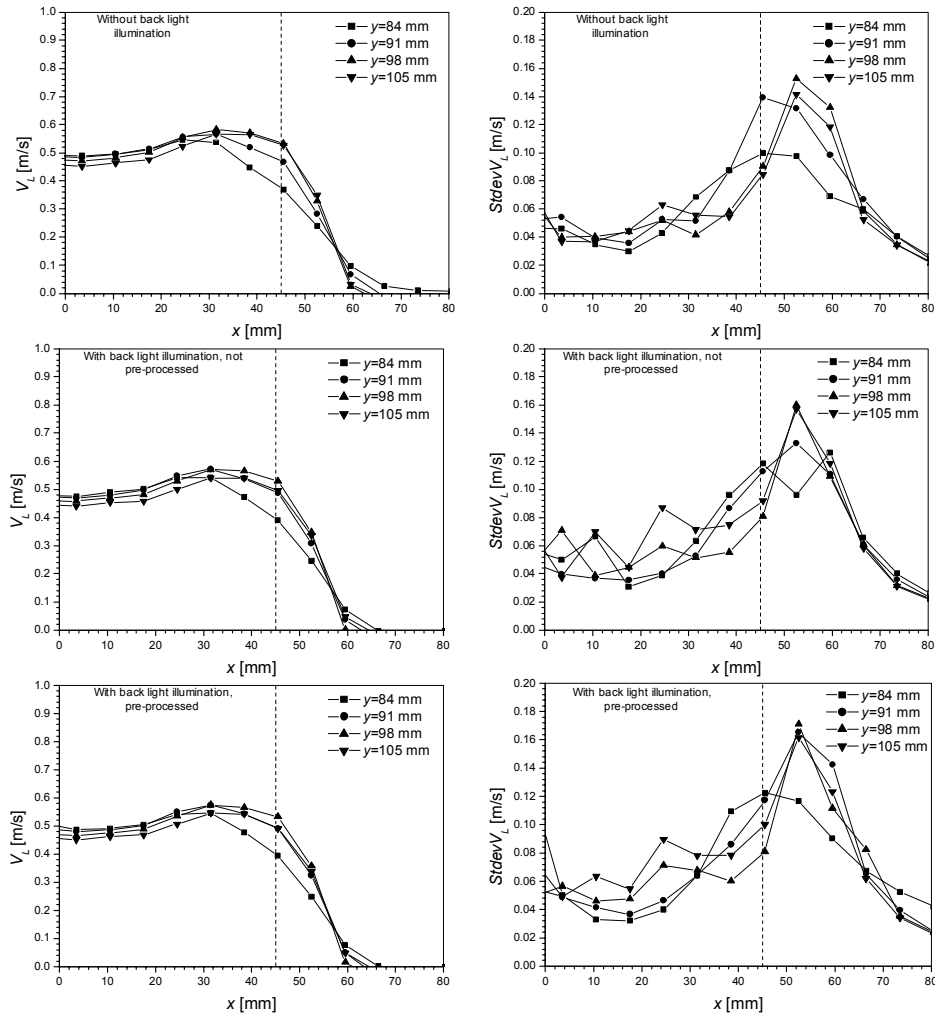 Without back light
illumination
y=84 mm
y=91 mm
y=98 mm
y=105 mm
1.0
0.9
0.8
0.7
0.6
0.5
0.4
0.3
0.2
0.1
0.0
V_L [m/s]
0 10 20 30 40 50 60 70 80
x [mm]
Without back light
illumination
y=84 mm
y=91 mm
y=98 mm
y=105 mm
0.20
0.18
0.16
0.14
0.12
0.10
0.08
0.06
0.04
0.02
0.00
StdevV_L [m/s]
0 10 20 30 40 50 60 70 80
x [mm]
With back light illumination, not
pre-processed
y=84 mm
y=91 mm
y=98 mm
y=105 mm
1.0
0.9
0.8
0.7
0.6
0.5
0.4
0.3
0.2
0.1
0.0
V_L [m/s]
0 10 20 30 40 50 60 70 80
x [mm]
With back light illumination, not
pre-processed
y=84 mm
y=91 mm
y=98 mm
y=105 mm
0.20
0.18
0.16
0.14
0.12
0.10
0.08
0.06
0.04
0.02
0.00
StdevV_L [m/s]
0 10 20 30 40 50 60 70 80
x [mm]
With back light illumination,
pre-processed
y=84 mm
y=91 mm
y=98 mm
y=105 mm
1.0
0.9
0.8
0.7
0.6
0.5
0.4
0.3
0.2
0.1
0.0
V_L [m/s]
0 10 20 30 40 50 60 70 80
x [mm]
With back light illumination,
pre-processed
y=84 mm
y=91 mm
y=98 mm
y=105 mm
0.20
0.18
0.16
0.14
0.12
0.10
0.08
0.06
0.04
0.02
0.00
StdevV_L [m/s]
0 10 20 30 40 50 60 70 80
x [mm]